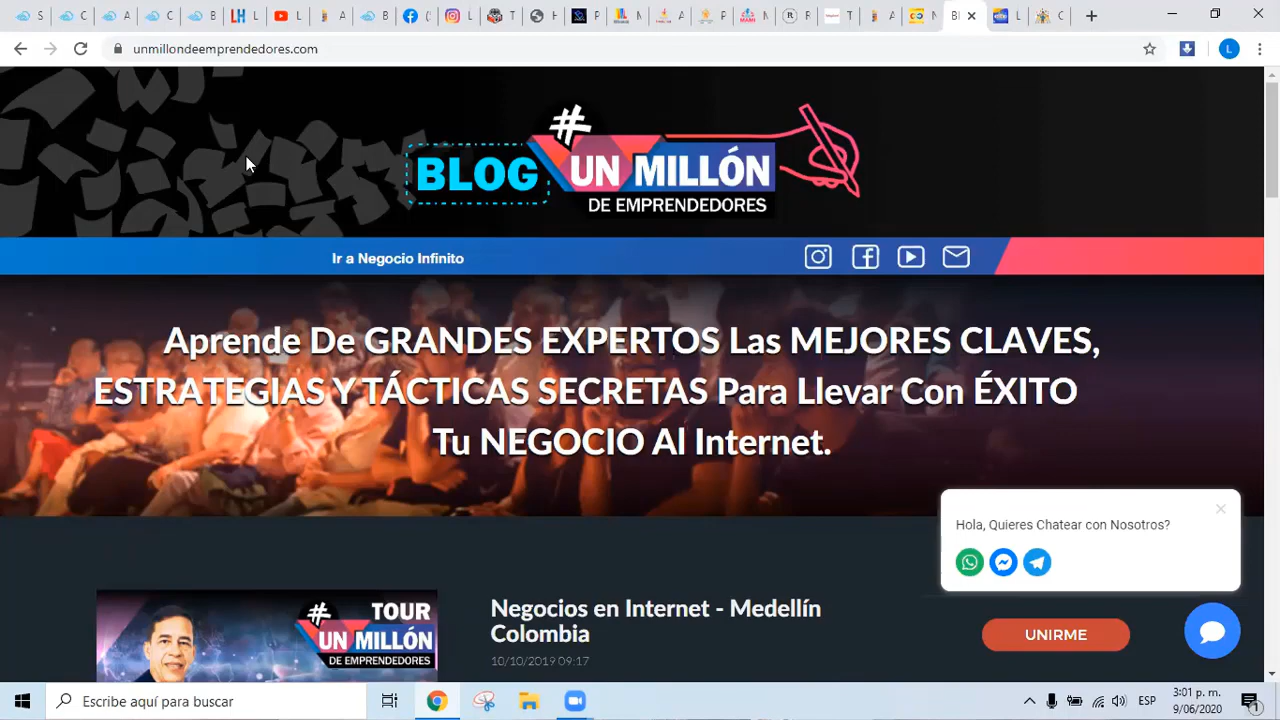 S
C
A
C
LH L
A
B
(
I
T
H
P
M
A
P
M
R
T
A
N
Bl
L
C
unmillondeemprendedores.com
L
BLOG # UN MILLÓN
DE EMPRENDEDORES
Ir a Negocio Infinito
Aprende De GRANDES EXPERTOS Las MEJORES CLAVES,
ESTRATEGIAS Y TÁCTICAS SECRETAS Para Llevar Con ÉXITO
Tu NEGOCIO Al Internet.
Hola, Quieres Chatear con Nosotros?
# TOUR
UN MILLÓN
DE EMPRENDEDORES
Negocios en Internet - Medellín
Colombia
10/10/2019 09:17
UNIRME
Escribe aquí para buscar
ESP
3:01 p. m.
9/06/2020
1